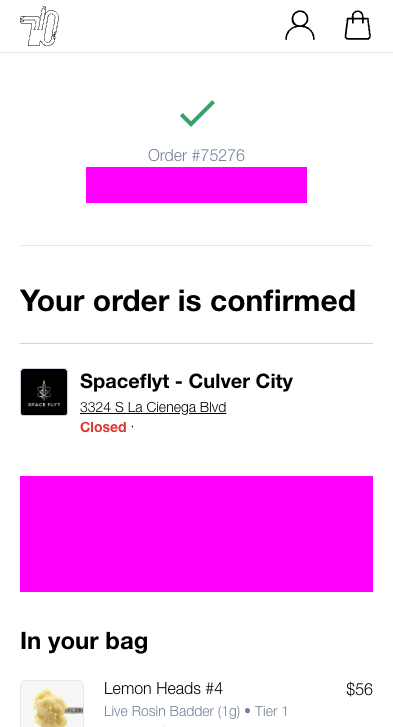 710
Order #75276
Your order is confirmed
Spaceflyt - Culver City
SPACE FLYT
3324 S La Cienega Blvd
Closed ·
In your bag
Lemon Heads #4
$56
Live Rosin Badder (1g) • Tier 1